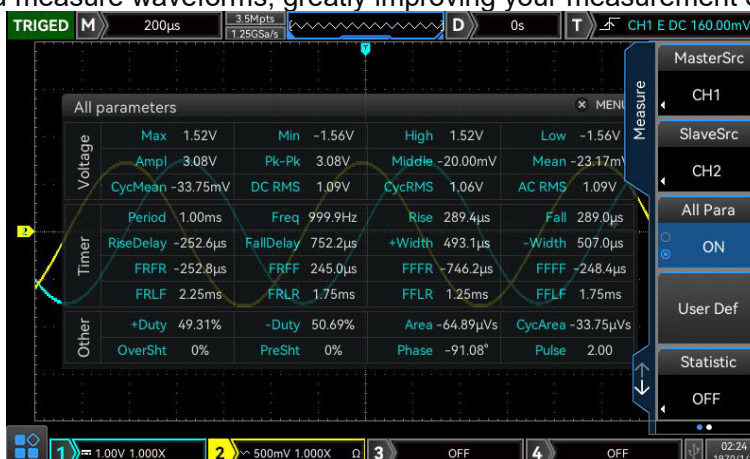 measure waveforms, greatly improving your measurement
TRIGED M 200μs 3.5Mpts 1.25GSa/s D 0s T CH1 E DC 160.00mV
Measure
MasterSrc
CH1
SlaveSrc
CH2
All Para
ON
User Def
Statistic
OFF
All parameters MENU
Voltage
Max 1.52V Min -1.56V High 1.52V Low -1.56V
Ampl 3.08V Pk-Pk 3.08V Middle -20.00mV Mean -23.17mV
CycMean -33.75mV DC RMS 1.09V CycRMS 1.06V AC RMS 1.09V
Timer
Period 1.00ms Freq 999.9Hz Rise 289.4μs Fall 289.0μs
RiseDelay -252.6μs FallDelay 752.2μs +Width 493.1μs -Width 507.0μs
FRFR -252.8μs FRFF 245.0μs FFFR -746.2μs FFFF -248.4μs
FRLF 2.25ms FRLR 1.75ms FFLR 1.25ms FFLF 1.75ms
Other
+Duty 49.31% -Duty 50.69% Area -64.89μVs CycArea -33.75μVs
OverSht 0% PreSht 0% Phase -91.08° Pulse 2.00
2
1 1.00V 1.000X 2 500mV 1.000X Ω 3 OFF 4 OFF 02:24